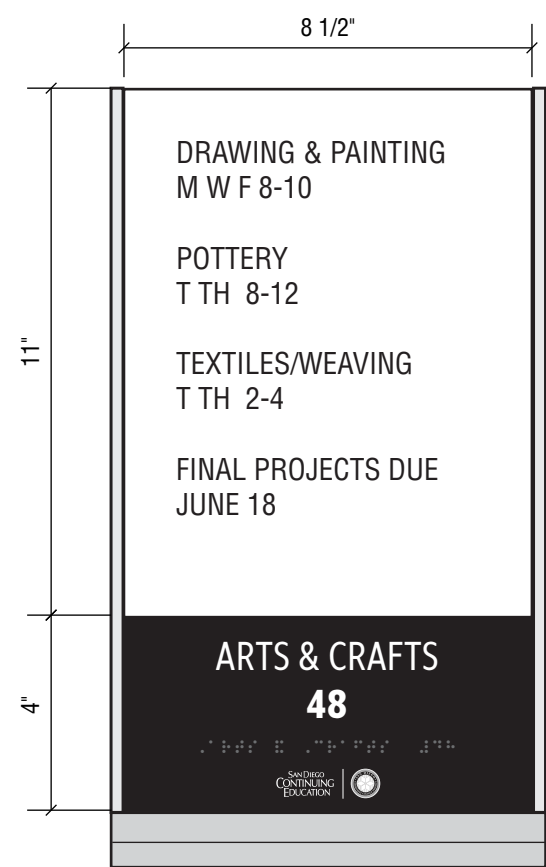 8 1/2"
DRAWING & PAINTING
M W F 8-10
POTTERY
T TH 8-12
11"
TEXTILES/WEAVING
T TH 2-4
FINAL PROJECTS DUE
JUNE 18
4"
ARTS & CRAFTS
48
SAN DIEGO
CONTINUING
EDUCATION